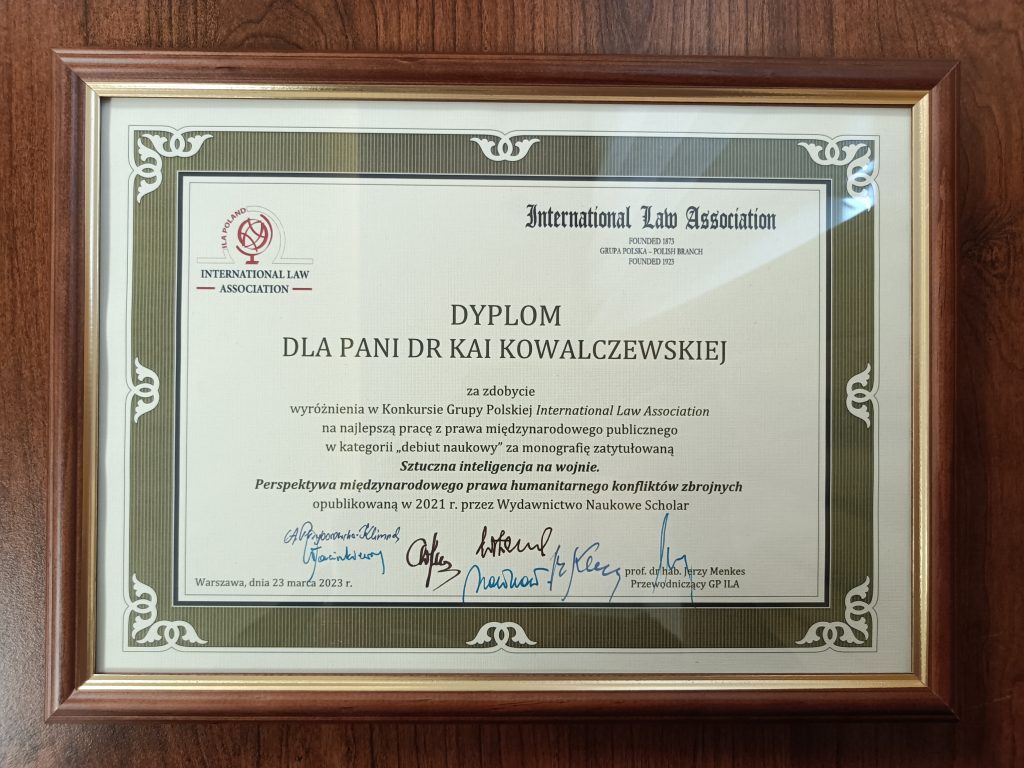 ILA POLAND
INTERNATIONAL LAW
ASSOCIATION
International Law Association
FOUNDED 1873
GRUPA POLSKA – POLISH BRANCH
FOUNDED 1923
DYPLOM
DLA PANI DR KAI KOWALCZEWSKIEJ
za zdobycie
wyróżnienia w Konkursie Grupy Polskiej International Law Association
na najlepszą pracę z prawa międzynarodowego publicznego
w kategorii „debiut naukowy” za monografię zatytułowaną
Sztuczna inteligencja na wojnie.
Perspektywa międzynarodowego prawa humanitarnego konfliktów zbrojnych
opublikowaną w 2021 r. przez Wydawnictwo Naukowe Scholar
prof. dr hab. Jerzy Menkes
Warszawa, dnia 23 marca 2023 r.
Przewodniczący GP ILA